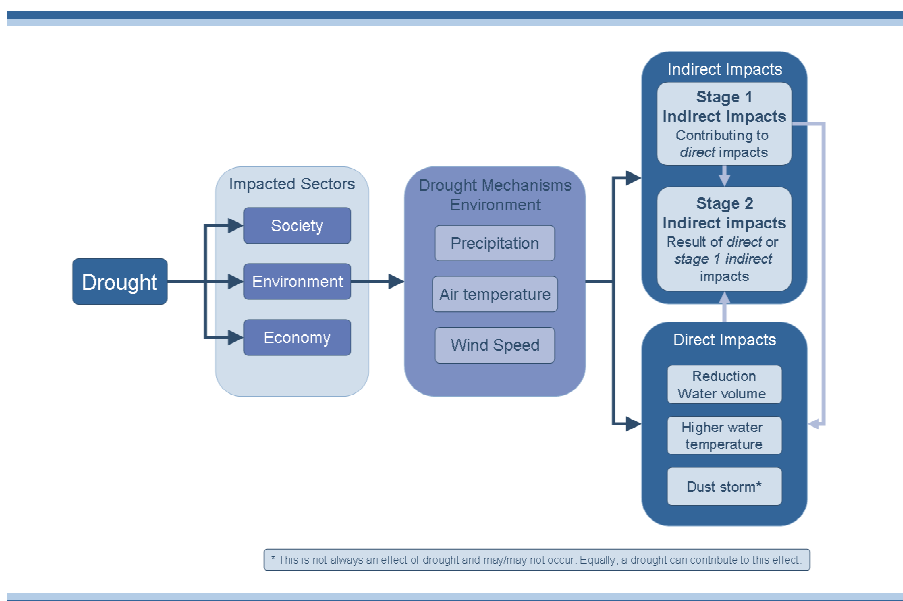 Drought
Impacted Sectors
Society
Environment
Economy
Drought Mechanisms
Environment
Precipitation
Air temperature
Wind Speed
Indirect Impacts
Stage 1
Indirect Impacts
Contributing to
direct impacts
Stage 2
Indirect impacts
Result of direct or
stage 1 indirect
impacts
Direct Impacts
Reduction
Water volume
Higher water
temperature
Dust storm*
* This is not always an effect of drought and may/may not occur. Equally, a drought can contribute to this effect.